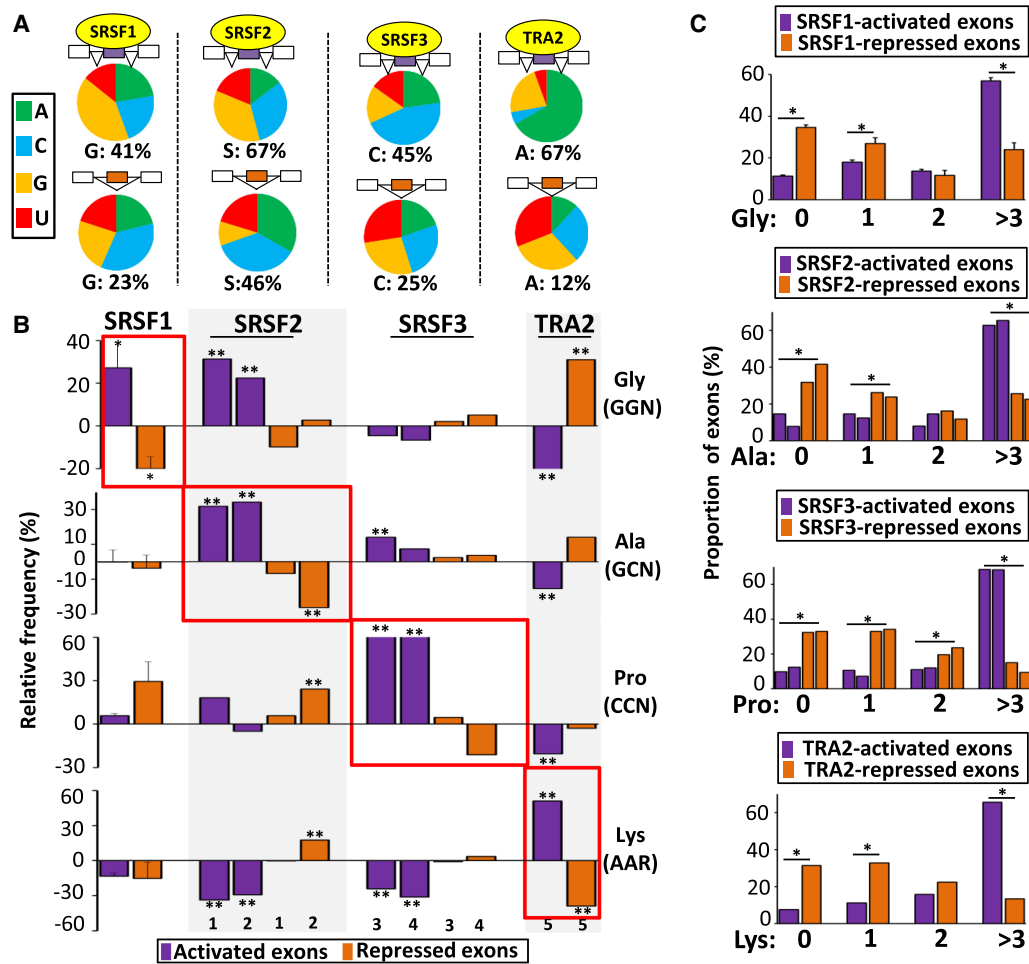 A
SRSF1
SRSF2
SRSF3
TRA2
A
C
G
U
G: 41%
S: 67%
C: 45%
A: 67%
G: 23%
S:46%
C: 25%
A: 12%
B
SRSF1
SRSF2
SRSF3
TRA2
Relative frequency (%)
40
20
0
-20
*
*
**
**
**
**
Gly
(GGN)
30
10
0
-10
-30
**
**
**
**
**
Ala
(GCN)
60
30
0
-30
**
**
**
**
Pro
(CCN)
60
30
0
-30
-60
**
**
**
**
**
**
**
Lys
(AAR)
1
2
1
2
3
4
3
4
5
5
Activated exons
Repressed exons
C
Proportion of exons (%)
SRSF1-activated exons
SRSF1-repressed exons
60
40
20
0
*
*
*
Gly: 0 1 2 >3
SRSF2-activated exons
SRSF2-repressed exons
60
40
20
0
*
*
*
Ala: 0 1 2 >3
SRSF3-activated exons
SRSF3-repressed exons
60
40
20
0
*
*
*
*
Pro: 0 1 2 >3
TRA2-activated exons
TRA2-repressed exons
60
40
20
0
*
*
*
Lys: 0 1 2 >3